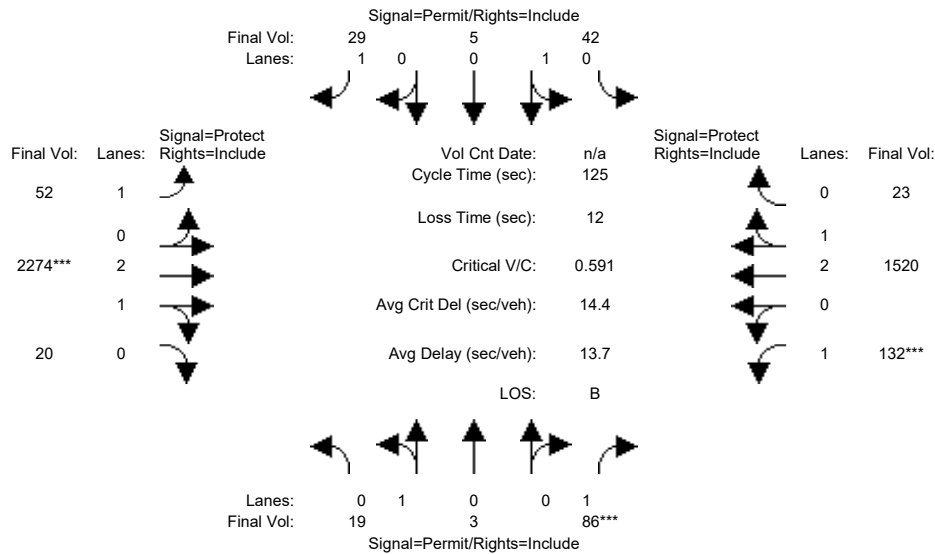 Signal=Permit/Rights=Include
Final Vol: 29 5 42
Lanes: 1 0 0 1 0
Signal=Protect Signal=Protect
Final Vol: Lanes: Rights=Include Vol Cnt Date: n/a Rights=Include Lanes: Final Vol:
Cycle Time (sec): 125
52 1 0 23
Loss Time (sec): 12
0 1
2274*** 2 Critical V/C: 0.591 2 1520
1 Avg Crit Del (sec/veh): 14.4 0
20 0 Avg Delay (sec/veh): 13.7 1 132***
LOS: B
Lanes: 0 1 0 0 1
Final Vol: 19 3 86***
Signal=Permit/Rights=Include